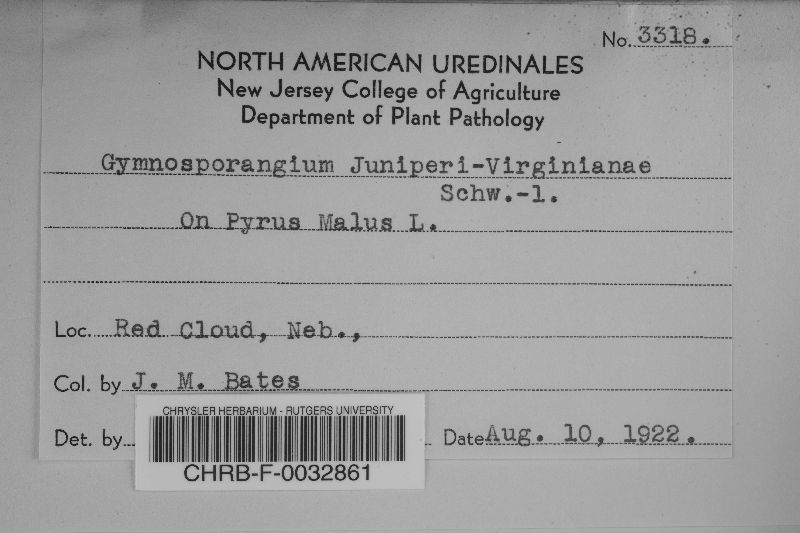 No. 3318.
NORTH AMERICAN UREDINALES
New Jersey College of Agriculture
Department of Plant Pathology
Gymnosporangium Juniperi-Virginianae
Schw.-1.
On Pyrus Malus L.
Loc. Red Cloud, Neb.,
Col. by J. M. Bates
Det. by Date Aug. 10, 1922.
CHRYSLER HERBARIUM - RUTGERS UNIVERSITY
CHRB-F-0032861